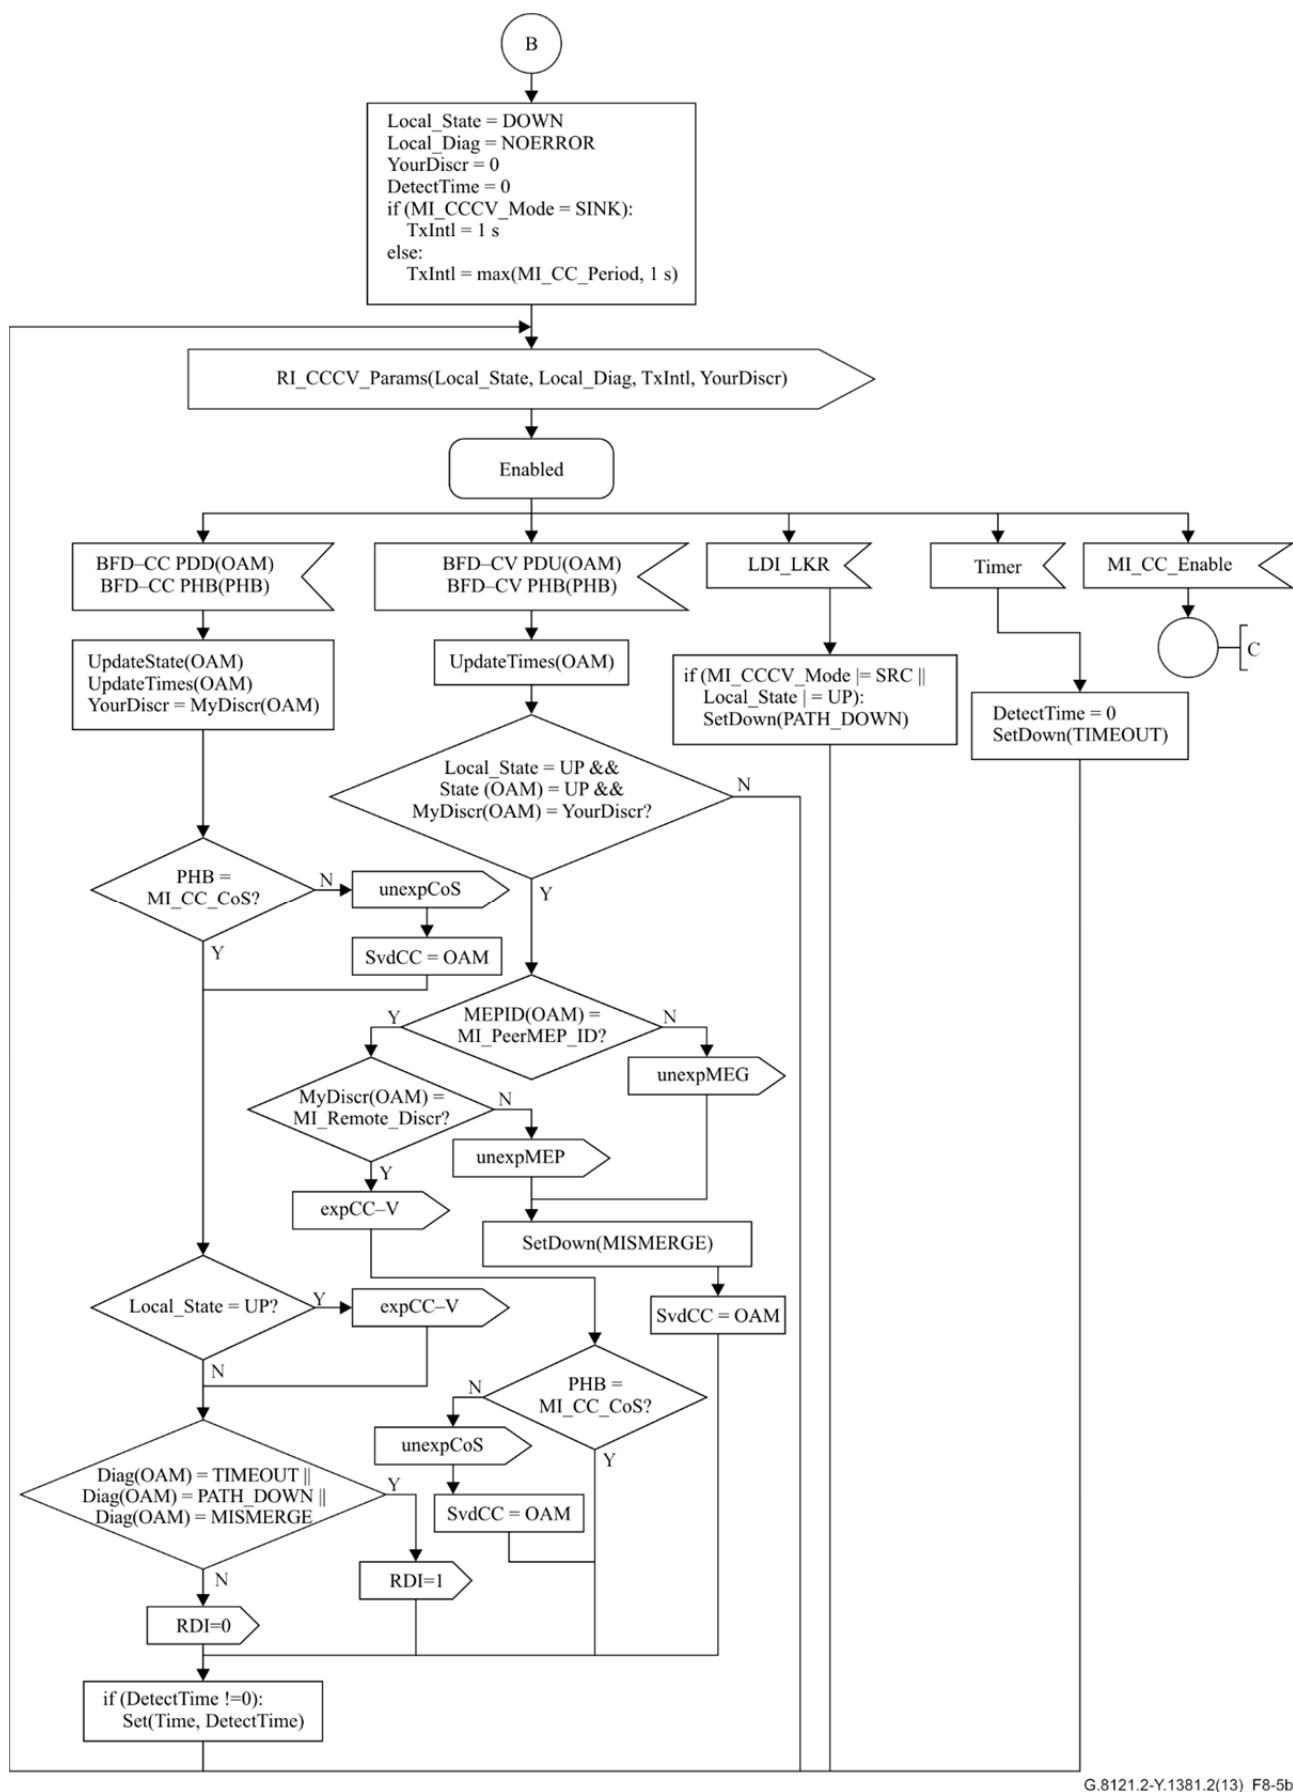 B
Local_State = DOWN
Local_Diag = NOERROR
YourDiscr = 0
DetectTime = 0
if (MI_CCCV_Mode = SINK):
TxIntl = 1 s
else:
TxIntl = max(MI_CC_Period, 1 s)
RI_CCCV_Params(Local_State, Local_Diag, TxIntl, YourDiscr)
Enabled
BFD–CC PDD(OAM)
BFD–CC PHB(PHB)
BFD–CV PDU(OAM)
BFD–CV PHB(PHB)
LDI_LKR
Timer
MI_CC_Enable
C
UpdateState(OAM)
UpdateTimes(OAM)
YourDiscr = MyDiscr(OAM)
UpdateTimes(OAM)
if (MI_CCCV_Mode |= SRC ||
Local_State | = UP):
SetDown(PATH_DOWN)
DetectTime = 0
SetDown(TIMEOUT)
Local_State = UP &&
State (OAM) = UP &&
MyDiscr(OAM) = YourDiscr?
N
Y
PHB =
MI_CC_CoS?
N
Y
unexpCoS
SvdCC = OAM
MEPID(OAM) =
MI_PeerMEP_ID?
Y
N
unexpMEG
MyDiscr(OAM) =
MI_Remote_Discr?
N
Y
unexpMEP
expCC–V
SetDown(MISMERGE)
SvdCC = OAM
Local_State = UP?
Y
N
expCC–V
PHB =
MI_CC_CoS?
N
Y
unexpCoS
SvdCC = OAM
Diag(OAM) = TIMEOUT ||
Diag(OAM) = PATH_DOWN ||
Diag(OAM) = MISMERGE
Y
N
RDI=1
RDI=0
if (DetectTime !=0):
Set(Time, DetectTime)
G.8121.2-Y.1381.2(13)_F8-5b